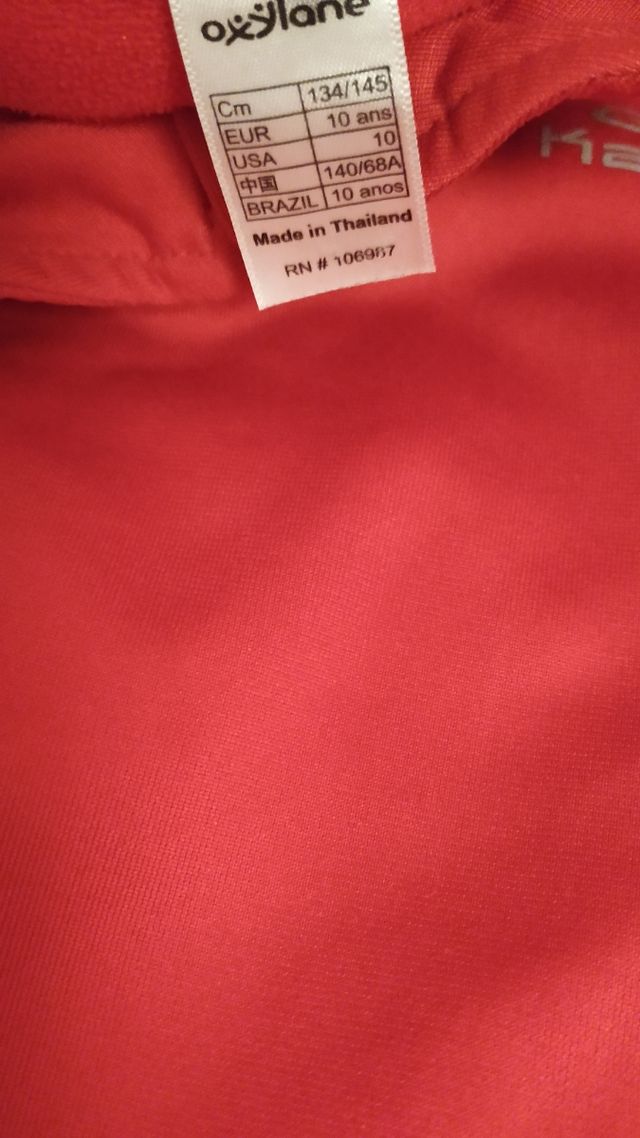 oxylane
Cm 134/145
EUR 10 ans
USA 10
中国 140/68A
BRAZIL 10 anos
Made in Thailand
RN # 106987